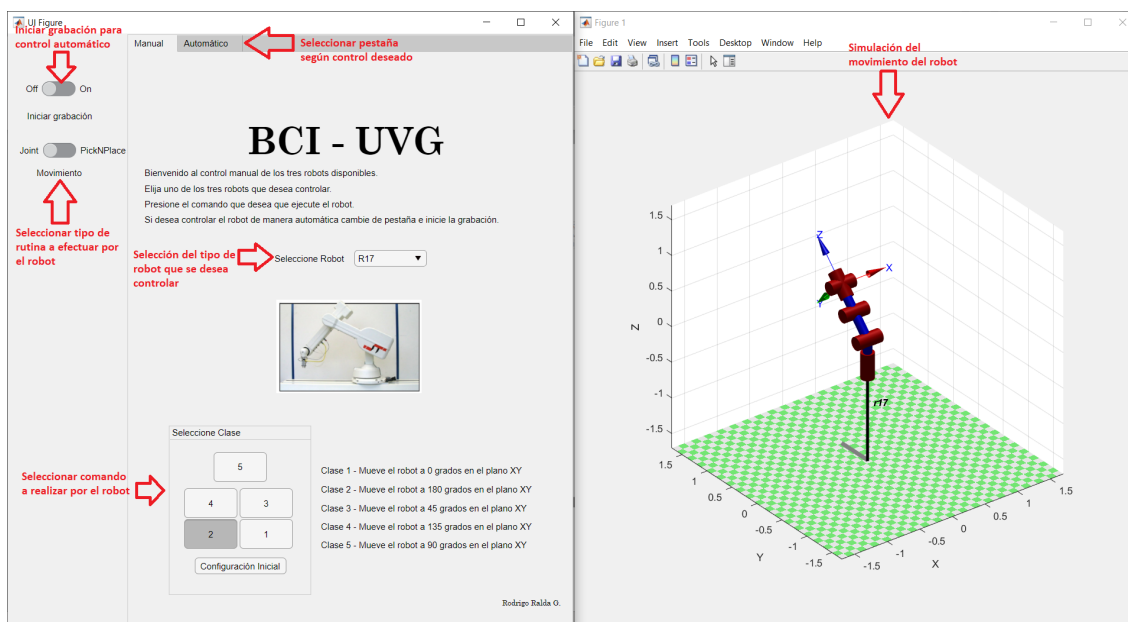 UI Figure
Iniciar grabación para
control automático
Manual
Automático
Seleccionar pestaña
según control deseado
Off
On
Iniciar grabación
Joint
PickNPlace
Movimiento
Seleccionar tipo de
rutina a efectuar por
el robot
BCI - UVG
Bienvenido al control manual de los tres robots disponibles.
Elija uno de los tres robots que desea controlar.
Presione el comando que desea que ejecute el robot.
Si desea controlar el robot de manera automática cambie de pestaña e inicie la grabación.
Selección del tipo de
robot que se desea
controlar
Seleccione Robot
R17
Seleccione Clase
5
4
3
2
1
Configuración Inicial
Seleccionar comando
a realizar por el robot
Clase 1 - Mueve el robot a 0 grados en el plano XY
Clase 2 - Mueve el robot a 180 grados en el plano XY
Clase 3 - Mueve el robot a 45 grados en el plano XY
Clase 4 - Mueve el robot a 135 grados en el plano XY
Clase 5 - Mueve el robot a 90 grados en el plano XY
Rodrigo Ralda G.
Figure 1
File Edit View Insert Tools Desktop Window Help
Simulación del
movimiento del robot
1.5
1
0.5
0
-0.5
-1
-1.5
Z
Z
X
Y
r17
1.5
1
0.5
0
-0.5
-1
-1.5
Y
-1.5
-1
-0.5
0
0.5
1
1.5
X